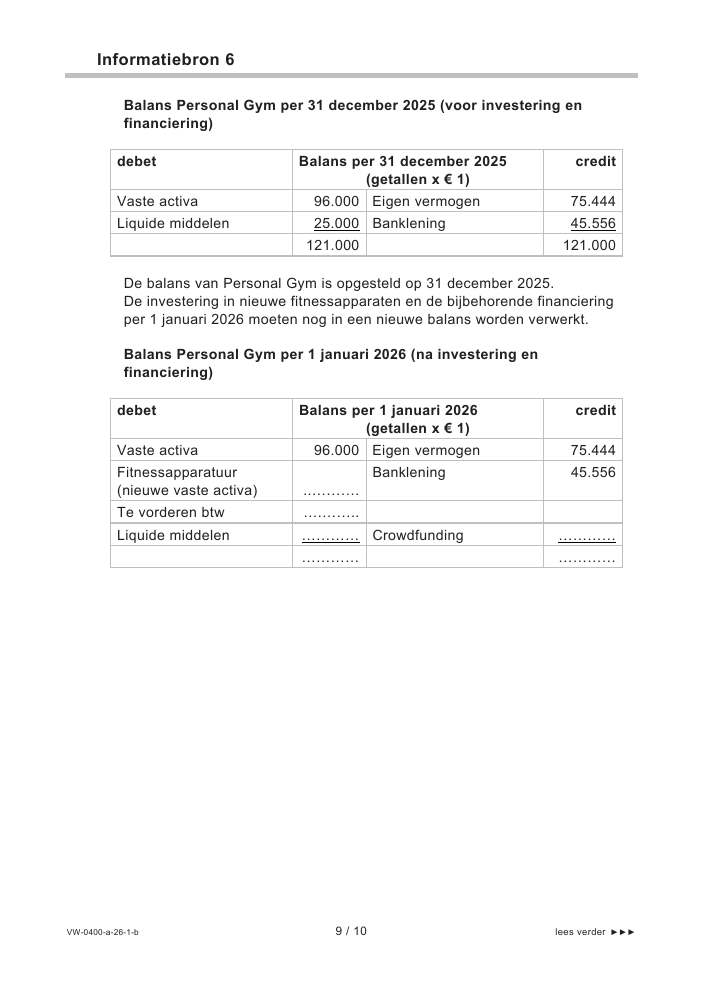 Informatiebron 6
Balans Personal Gym per 31 december 2025 (voor investering en
financiering)
debet Balans per 31 december 2025 credit
(getallen x € 1)
Vaste activa 96.000 Eigen vermogen 75.444
Liquide middelen 25.000 Banklening 45.556
121.000 121.000
De balans van Personal Gym is opgesteld op 31 december 2025.
De investering in nieuwe fitnessapparaten en de bijbehorende financiering
per 1 januari 2026 moeten nog in een nieuwe balans worden verwerkt.
Balans Personal Gym per 1 januari 2026 (na investering en
financiering)
debet Balans per 1 januari 2026 credit
(getallen x € 1)
Vaste activa 96.000 Eigen vermogen 75.444
Fitnessapparatuur Banklening 45.556
(nieuwe vaste activa) …………
Te vorderen btw ………..
Liquide middelen ………… Crowdfunding …………
………… …………
VW-0400-a-26-1-b 9 / 10 lees verder ►►►